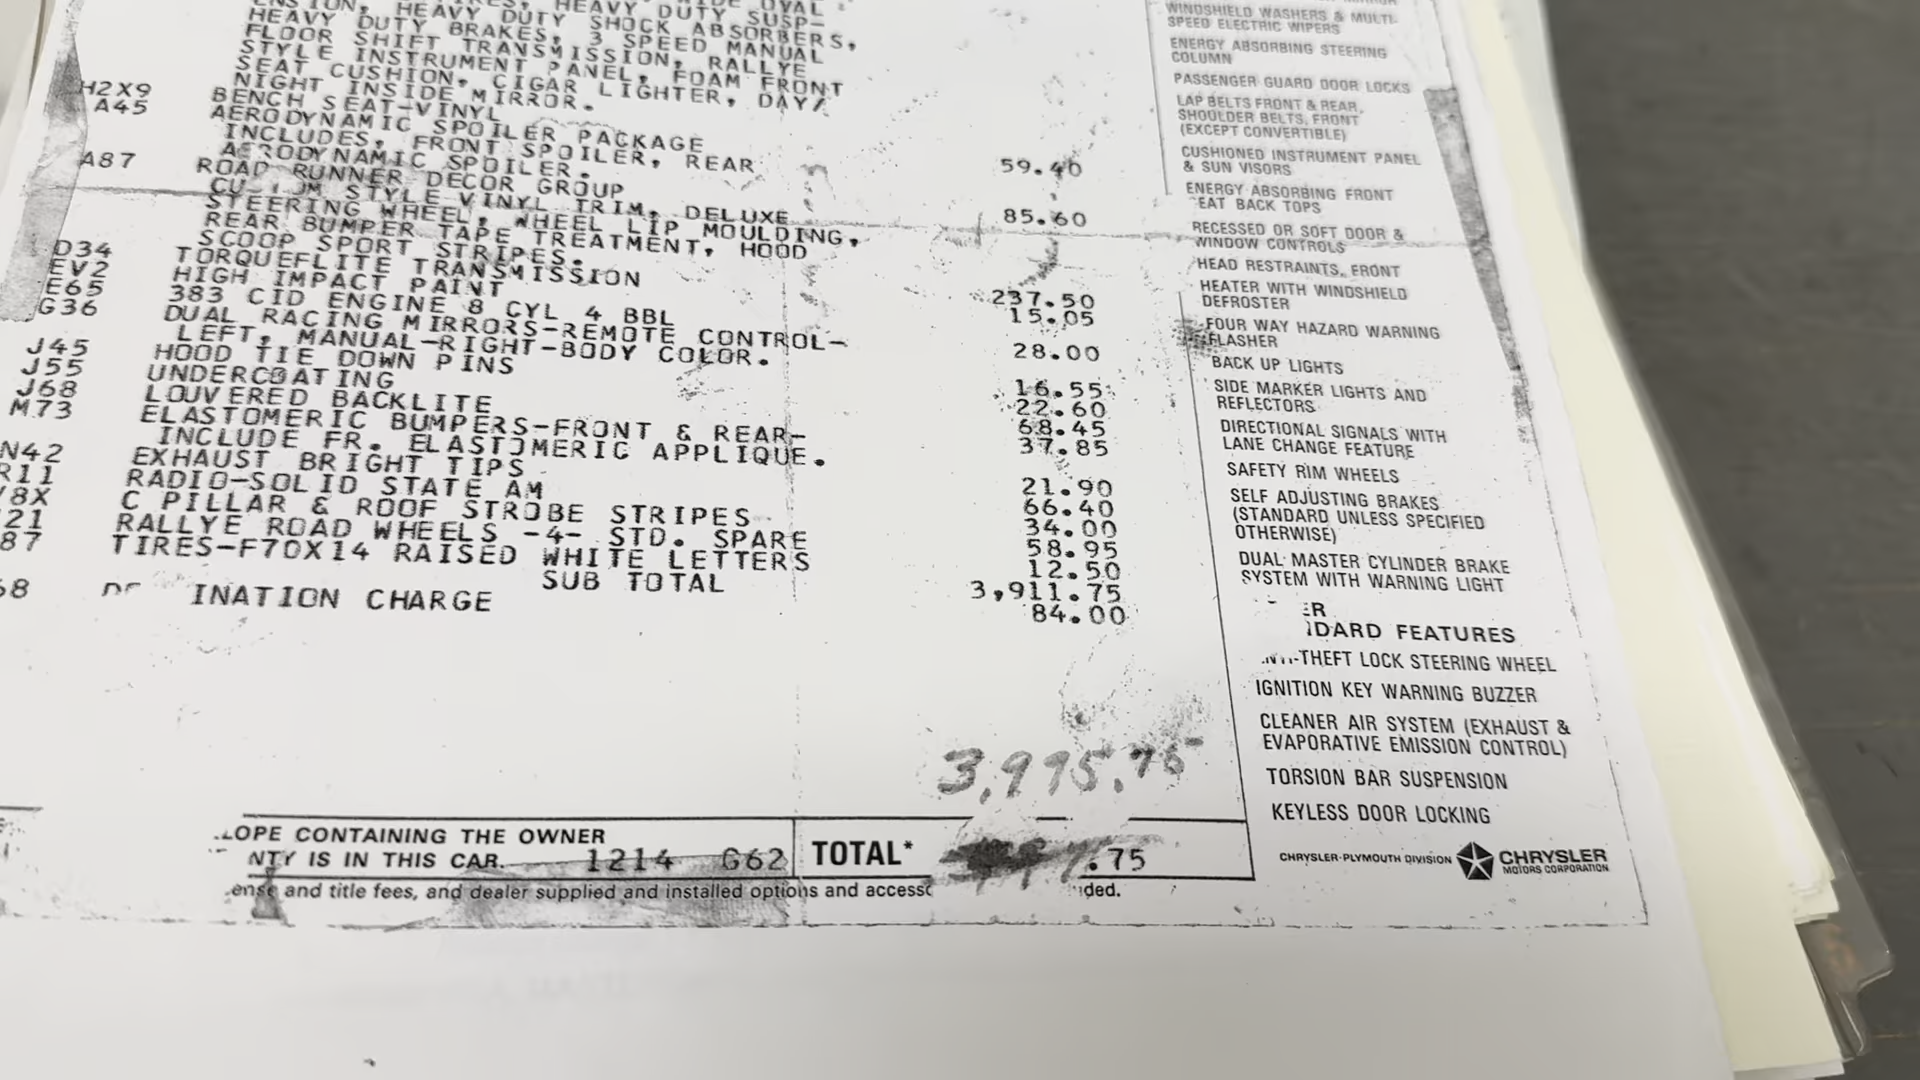 HEAVY DUTY SUSP-
ENSION, HEAVY DUTY SHOCK ABSORBERS,
HEAVY DUTY BRAKES, 3 SPEED MANUAL
FLOOR SHIFT TRANSMISSION, RALLYE
STYLE INSTRUMENT PANEL, FOAM FRONT
SEAT CUSHION, CIGAR LIGHTER, DAY/
NIGHT INSIDE MIRROR.
H2X9 BENCH SEAT-VINYL
A45 AERODYNAMIC SPOILER PACKAGE 59.40
INCLUDES, FRONT SPOILER, REAR
AERODYNAMIC SPOILER.
A87 ROAD RUNNER DECOR GROUP 85.60
STYLE VINYL TRIM, DELUXE
STEERING WHEEL, WHEEL LIP MOULDING,
REAR BUMPER TAPE TREATMENT, HOOD
SCOOP SPORT STRIPES.
D34 TORQUEFLITE TRANSMISSION 237.50
EV2 HIGH IMPACT PAINT 15.05
E65 383 CID ENGINE 8 CYL 4 BBL
G36 DUAL RACING MIRRORS-REMOTE CONTROL- 28.00
LEFT, MANUAL-RIGHT-BODY COLOR.
J45 HOOD TIE DOWN PINS 16.55
J55 UNDERCOATING 22.60
J68 LOUVERED BACKLITE 68.45
M73 ELASTOMERIC BUMPERS-FRONT & REAR- 37.85
INCLUDE FR. ELASTOMERIC APPLIQUE.
N42 EXHAUST BRIGHT TIPS 21.90
R11 RADIO-SOLID STATE AM 66.40
V8X C PILLAR & ROOF STROBE STRIPES 34.00
21 RALLYE ROAD WHEELS -4- STD. SPARE 58.95
87 TIRES-F70X14 RAISED WHITE LETTERS 12.50
SUB TOTAL 3,911.75
68 INATION CHARGE 84.00
3,995.75
LOPE CONTAINING THE OWNER
NTY IS IN THIS CAR. 1214 G62 TOTAL* .75
ense and title fees, and dealer supplied and installed options and access ded.
WINDSHIELD WASHERS & MULTI-
SPEED ELECTRIC WIPERS
ENERGY ABSORBING STEERING
COLUMN
PASSENGER GUARD DOOR LOCKS
LAP BELTS FRONT & REAR,
SHOULDER BELTS, FRONT
(EXCEPT CONVERTIBLE)
CUSHIONED INSTRUMENT PANEL
& SUN VISORS
ENERGY ABSORBING FRONT
EAT BACK TOPS
RECESSED OR SOFT DOOR &
WINDOW CONTROLS
HEAD RESTRAINTS, FRONT
HEATER WITH WINDSHIELD
DEFROSTER
FOUR WAY HAZARD WARNING
FLASHER
BACK UP LIGHTS
SIDE MARKER LIGHTS AND
REFLECTORS
DIRECTIONAL SIGNALS WITH
LANE CHANGE FEATURE
SAFETY RIM WHEELS
SELF ADJUSTING BRAKES
(STANDARD UNLESS SPECIFIED
OTHERWISE)
DUAL MASTER CYLINDER BRAKE
SYSTEM WITH WARNING LIGHT
ER
DARD FEATURES
-THEFT LOCK STEERING WHEEL
IGNITION KEY WARNING BUZZER
CLEANER AIR SYSTEM (EXHAUST &
EVAPORATIVE EMISSION CONTROL)
TORSION BAR SUSPENSION
KEYLESS DOOR LOCKING
CHRYSLER-PLYMOUTH DIVISION CHRYSLER
MOTORS CORPORATION